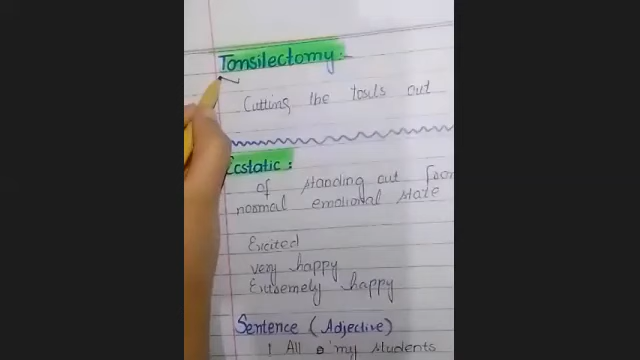 Tonsilectomy:-
Cutting the tosils out
Ecstatic :
of standing out from
normal emotional state
Excited
very happy
Extremely happy
Sentence (Adjective)
1 All o' my students